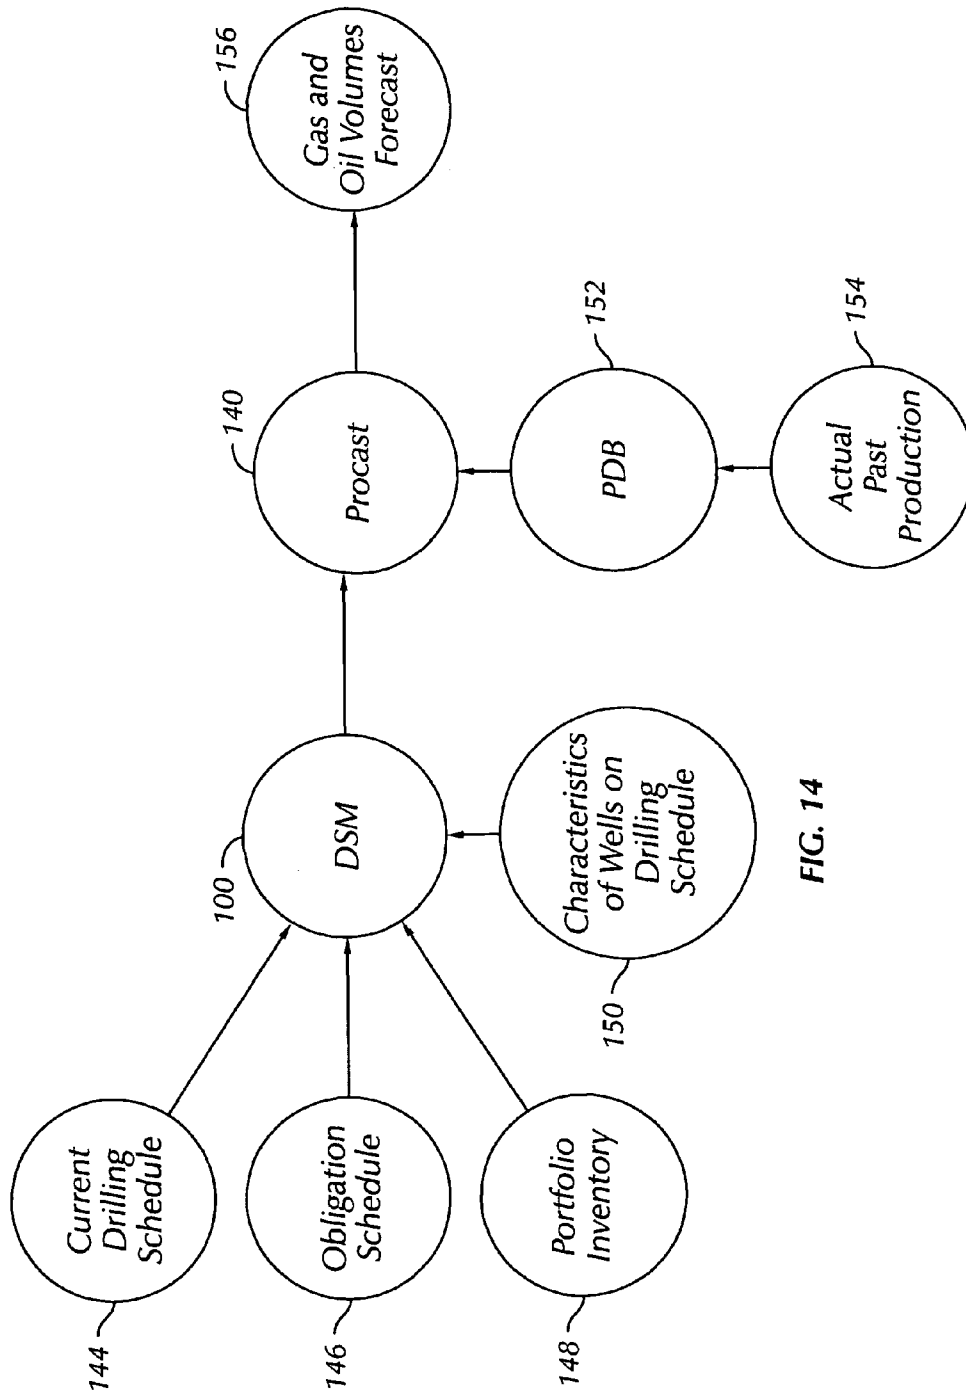 144
Current
Drilling
Schedule
146
Obligation
Schedule
148
Portfolio
Inventory
100
DSM
150
Characteristics
of Wells on
Drilling
Schedule
140
Procast
152
PDB
154
Actual
Past
Production
156
Gas and
Oil Volumes
Forecast
FIG. 14